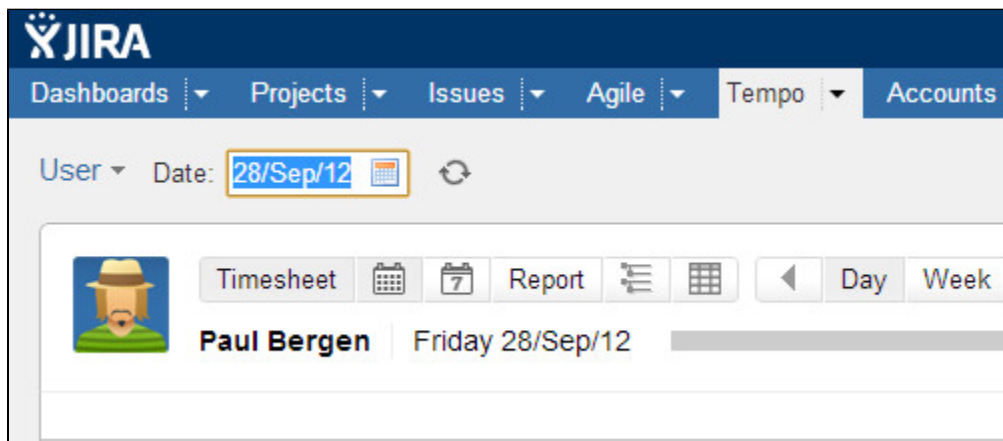 JIRA
Dashboards Projects Issues Agile Tempo Accounts
User Date: 28/Sep/12
Timesheet 7 Report Day Week
Paul Bergen Friday 28/Sep/12